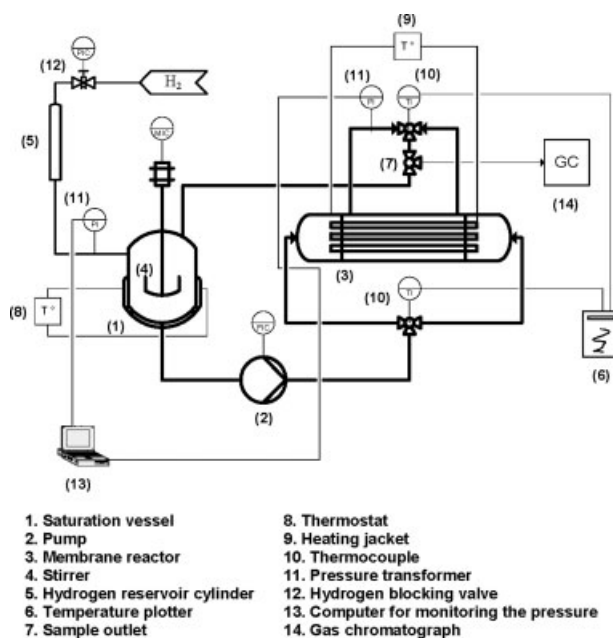 (9)
T°
(12)
PIC
H₂
(11)
(10)
PI
TI
(5)
MIC
(7)
GC
(14)
(11)
PI
(4)
(3)
(10)
TI
(8)
T°
(1)
PIC
(6)
(2)
(13)
1. Saturation vessel
2. Pump
3. Membrane reactor
4. Stirrer
5. Hydrogen reservoir cylinder
6. Temperature plotter
7. Sample outlet
8. Thermostat
9. Heating jacket
10. Thermocouple
11. Pressure transformer
12. Hydrogen blocking valve
13. Computer for monitoring the pressure
14. Gas chromatograph